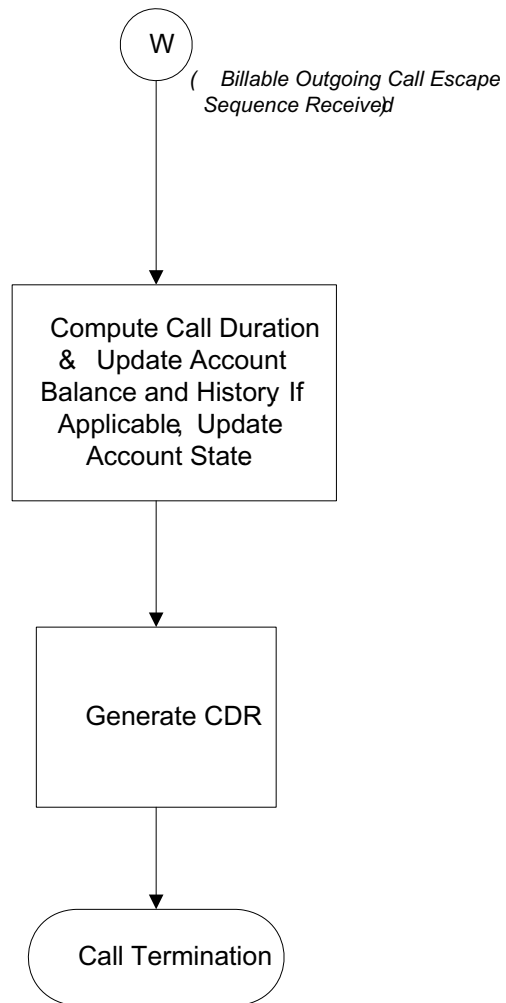 W
( Billable Outgoing Call Escape
Sequence Received)
Compute Call Duration
& Update Account
Balance and History If
Applicable, Update
Account State
Generate CDR
Call Termination